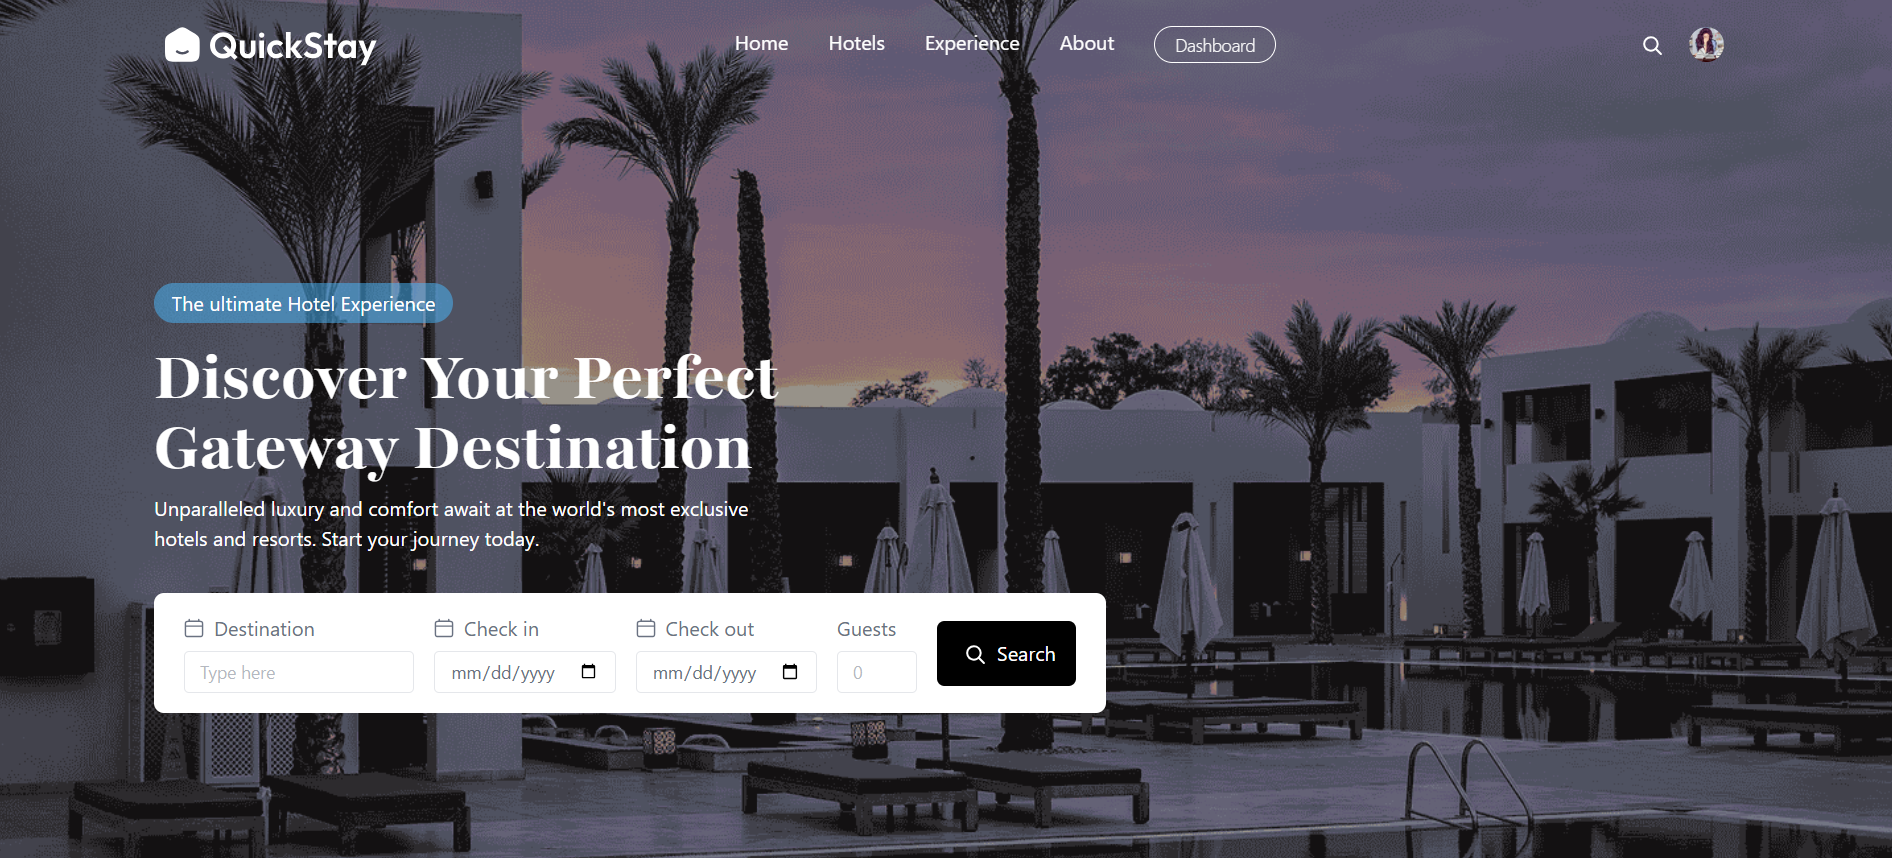 QuickStay
Home Hotels Experience About Dashboard
The ultimate Hotel Experience
Discover Your Perfect
Gateway Destination
Unparalleled luxury and comfort await at the world's most exclusive
hotels and resorts. Start your journey today.
Destination Check in Check out Guests
Type here mm/dd/yyyy mm/dd/yyyy 0
Search